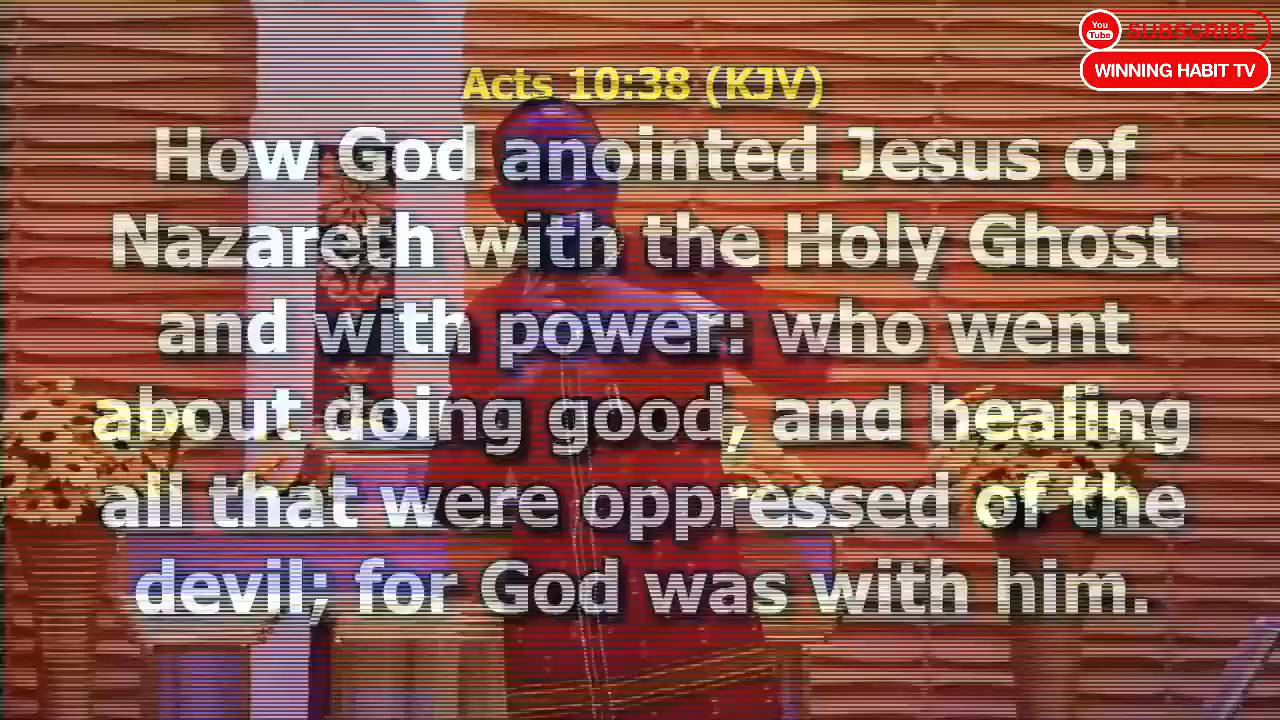 You
Tube
SUBSCRIBE
WINNING HABIT TV
Acts 10:38 (KJV)
How God anointed Jesus of
Nazareth with the Holy Ghost
and with power: who went
about doing good, and healing
all that were oppressed of the
devil; for God was with him.